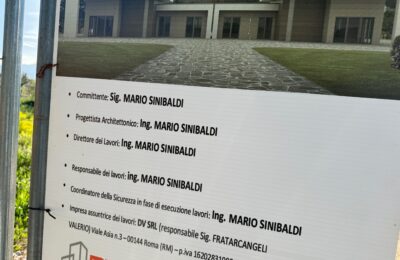 • Committente: Sig. MARIO SINIBALDI
• Progettista Architettonico: Ing. MARIO SINIBALDI
• Direttore dei Lavori: Ing. MARIO SINIBALDI
• Responsabile dei lavori: ing. MARIO SINIBALDI
• Coordinatore della Sicurezza in fase di esecuzione lavori: Ing. MARIO SINIBALDI
• Impresa assuntrice dei lavori: DV SRL (responsabile Sig. FRATARCANGELI
VALERIO) Viale Asia n.3 – 00144 Roma (RM) – p.iva